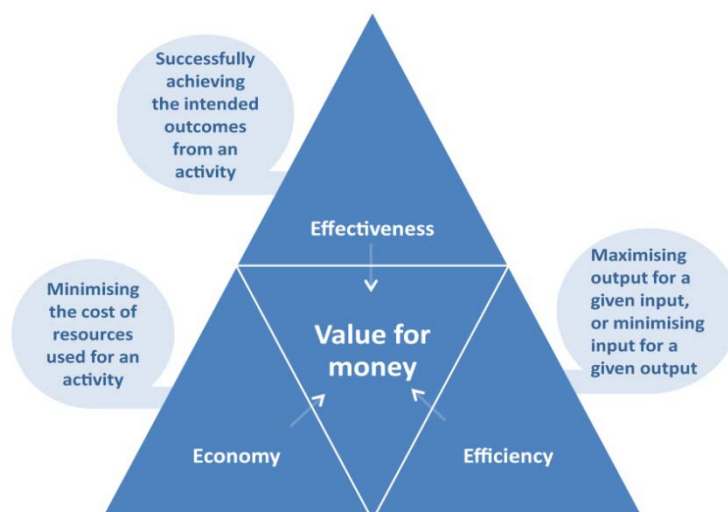 Successfully
achieving
the intended
outcomes
from an
activity
Effectiveness
Minimising
the cost of
resources
used for an
activity
Value for
money
Maximising
output for a
given input,
or minimising
input for a
given output
Economy
Efficiency